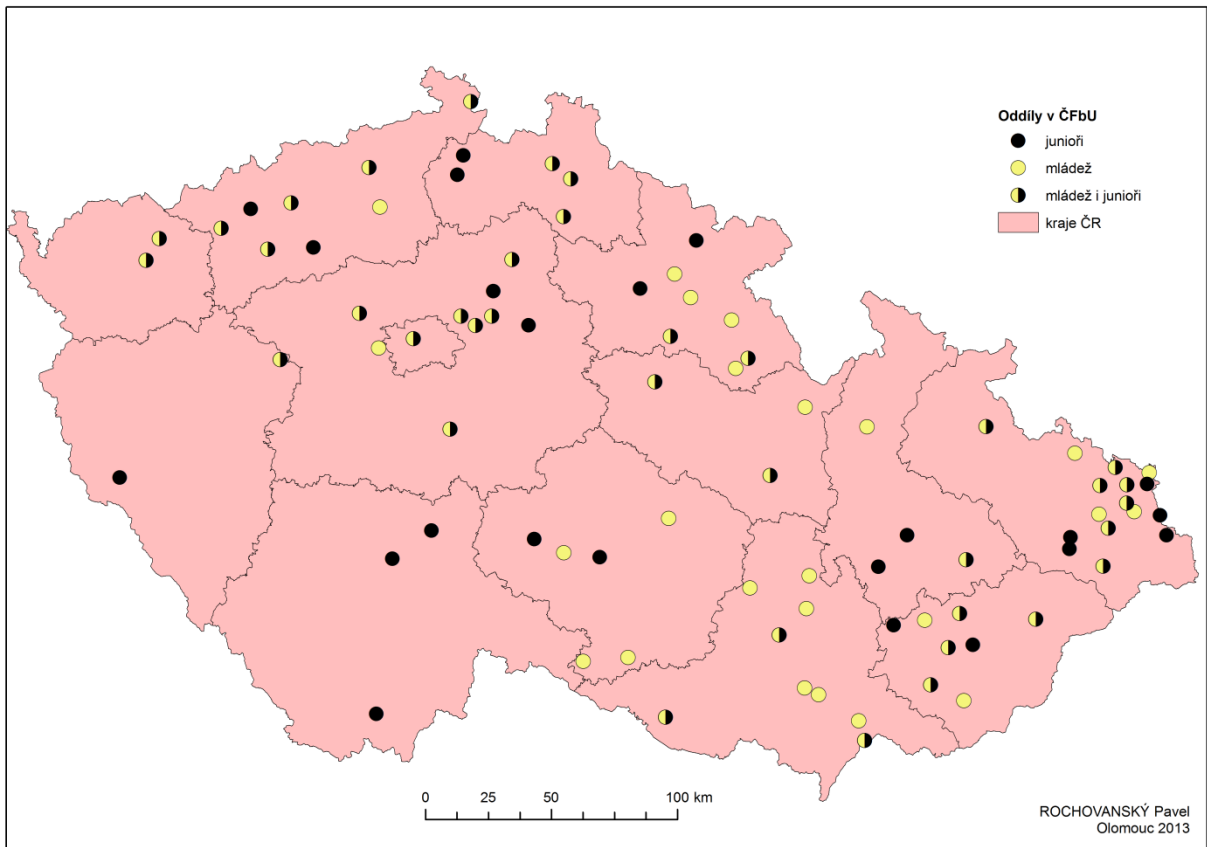 Oddíly v ČFbU
junioři
mládež
mládež i junioři
kraje ČR
0 25 50 100 km
ROCHOVANSKÝ Pavel
Olomouc 2013